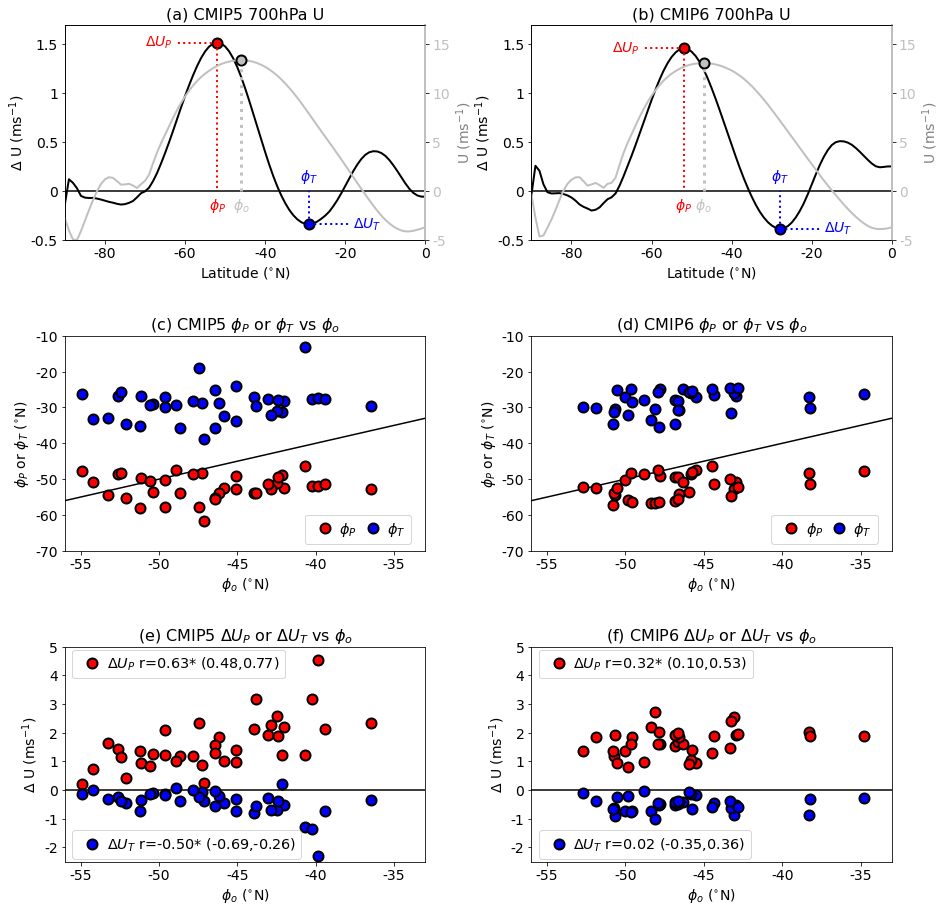 (a) CMIP5 700hPa U
1.5
1
0.5
0
-0.5
Δ U (ms⁻¹)
ΔU_P
ϕ_P
ϕ_o
ϕ_T
ΔU_T
15
10
5
0
-5
U (ms⁻¹)
-80 -60 -40 -20 0
Latitude (°N)
(b) CMIP6 700hPa U
1.5
1
0.5
0
-0.5
Δ U (ms⁻¹)
ΔU_P
ϕ_P
ϕ_o
ϕ_T
ΔU_T
15
10
5
0
-5
U (ms⁻¹)
-80 -60 -40 -20 0
Latitude (°N)
(c) CMIP5 ϕ_P or ϕ_T vs ϕ_o
-10
-20
-30
-40
-50
-60
-70
ϕ_P or ϕ_T (°N)
ϕ_P ϕ_T
-55 -50 -45 -40 -35
ϕ_o (°N)
(d) CMIP6 ϕ_P or ϕ_T vs ϕ_o
-10
-20
-30
-40
-50
-60
-70
ϕ_P or ϕ_T (°N)
ϕ_P ϕ_T
-55 -50 -45 -40 -35
ϕ_o (°N)
(e) CMIP5 ΔU_P or ΔU_T vs ϕ_o
5
4
3
2
1
0
-1
-2
Δ U (ms⁻¹)
ΔU_P r=0.63* (0.48,0.77)
ΔU_T r=-0.50* (-0.69,-0.26)
-55 -50 -45 -40 -35
ϕ_o (°N)
(f) CMIP6 ΔU_P or ΔU_T vs ϕ_o
5
4
3
2
1
0
-1
-2
Δ U (ms⁻¹)
ΔU_P r=0.32* (0.10,0.53)
ΔU_T r=0.02 (-0.35,0.36)
-55 -50 -45 -40 -35
ϕ_o (°N)